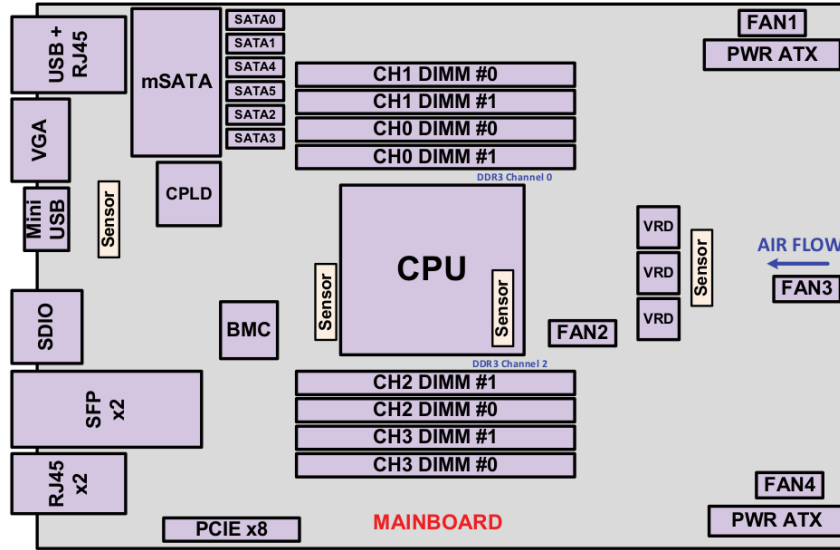 USB +
RJ45
mSATA
SATA0
SATA1
SATA4
SATA5
SATA2
SATA3
FAN1
PWR ATX
CH1 DIMM #0
CH1 DIMM #1
CH0 DIMM #0
CH0 DIMM #1
DDR3 Channel 0
VGA
CPLD
Mini
USB
Sensor
CPU
Sensor
Sensor
VRD
VRD
VRD
Sensor
AIR FLOW
FAN3
SDIO
BMC
FAN2
DDR3 Channel 2
SFP
x2
CH2 DIMM #1
CH2 DIMM #0
CH3 DIMM #1
CH3 DIMM #0
RJ45
x2
FAN4
PWR ATX
PCIE x8
MAINBOARD